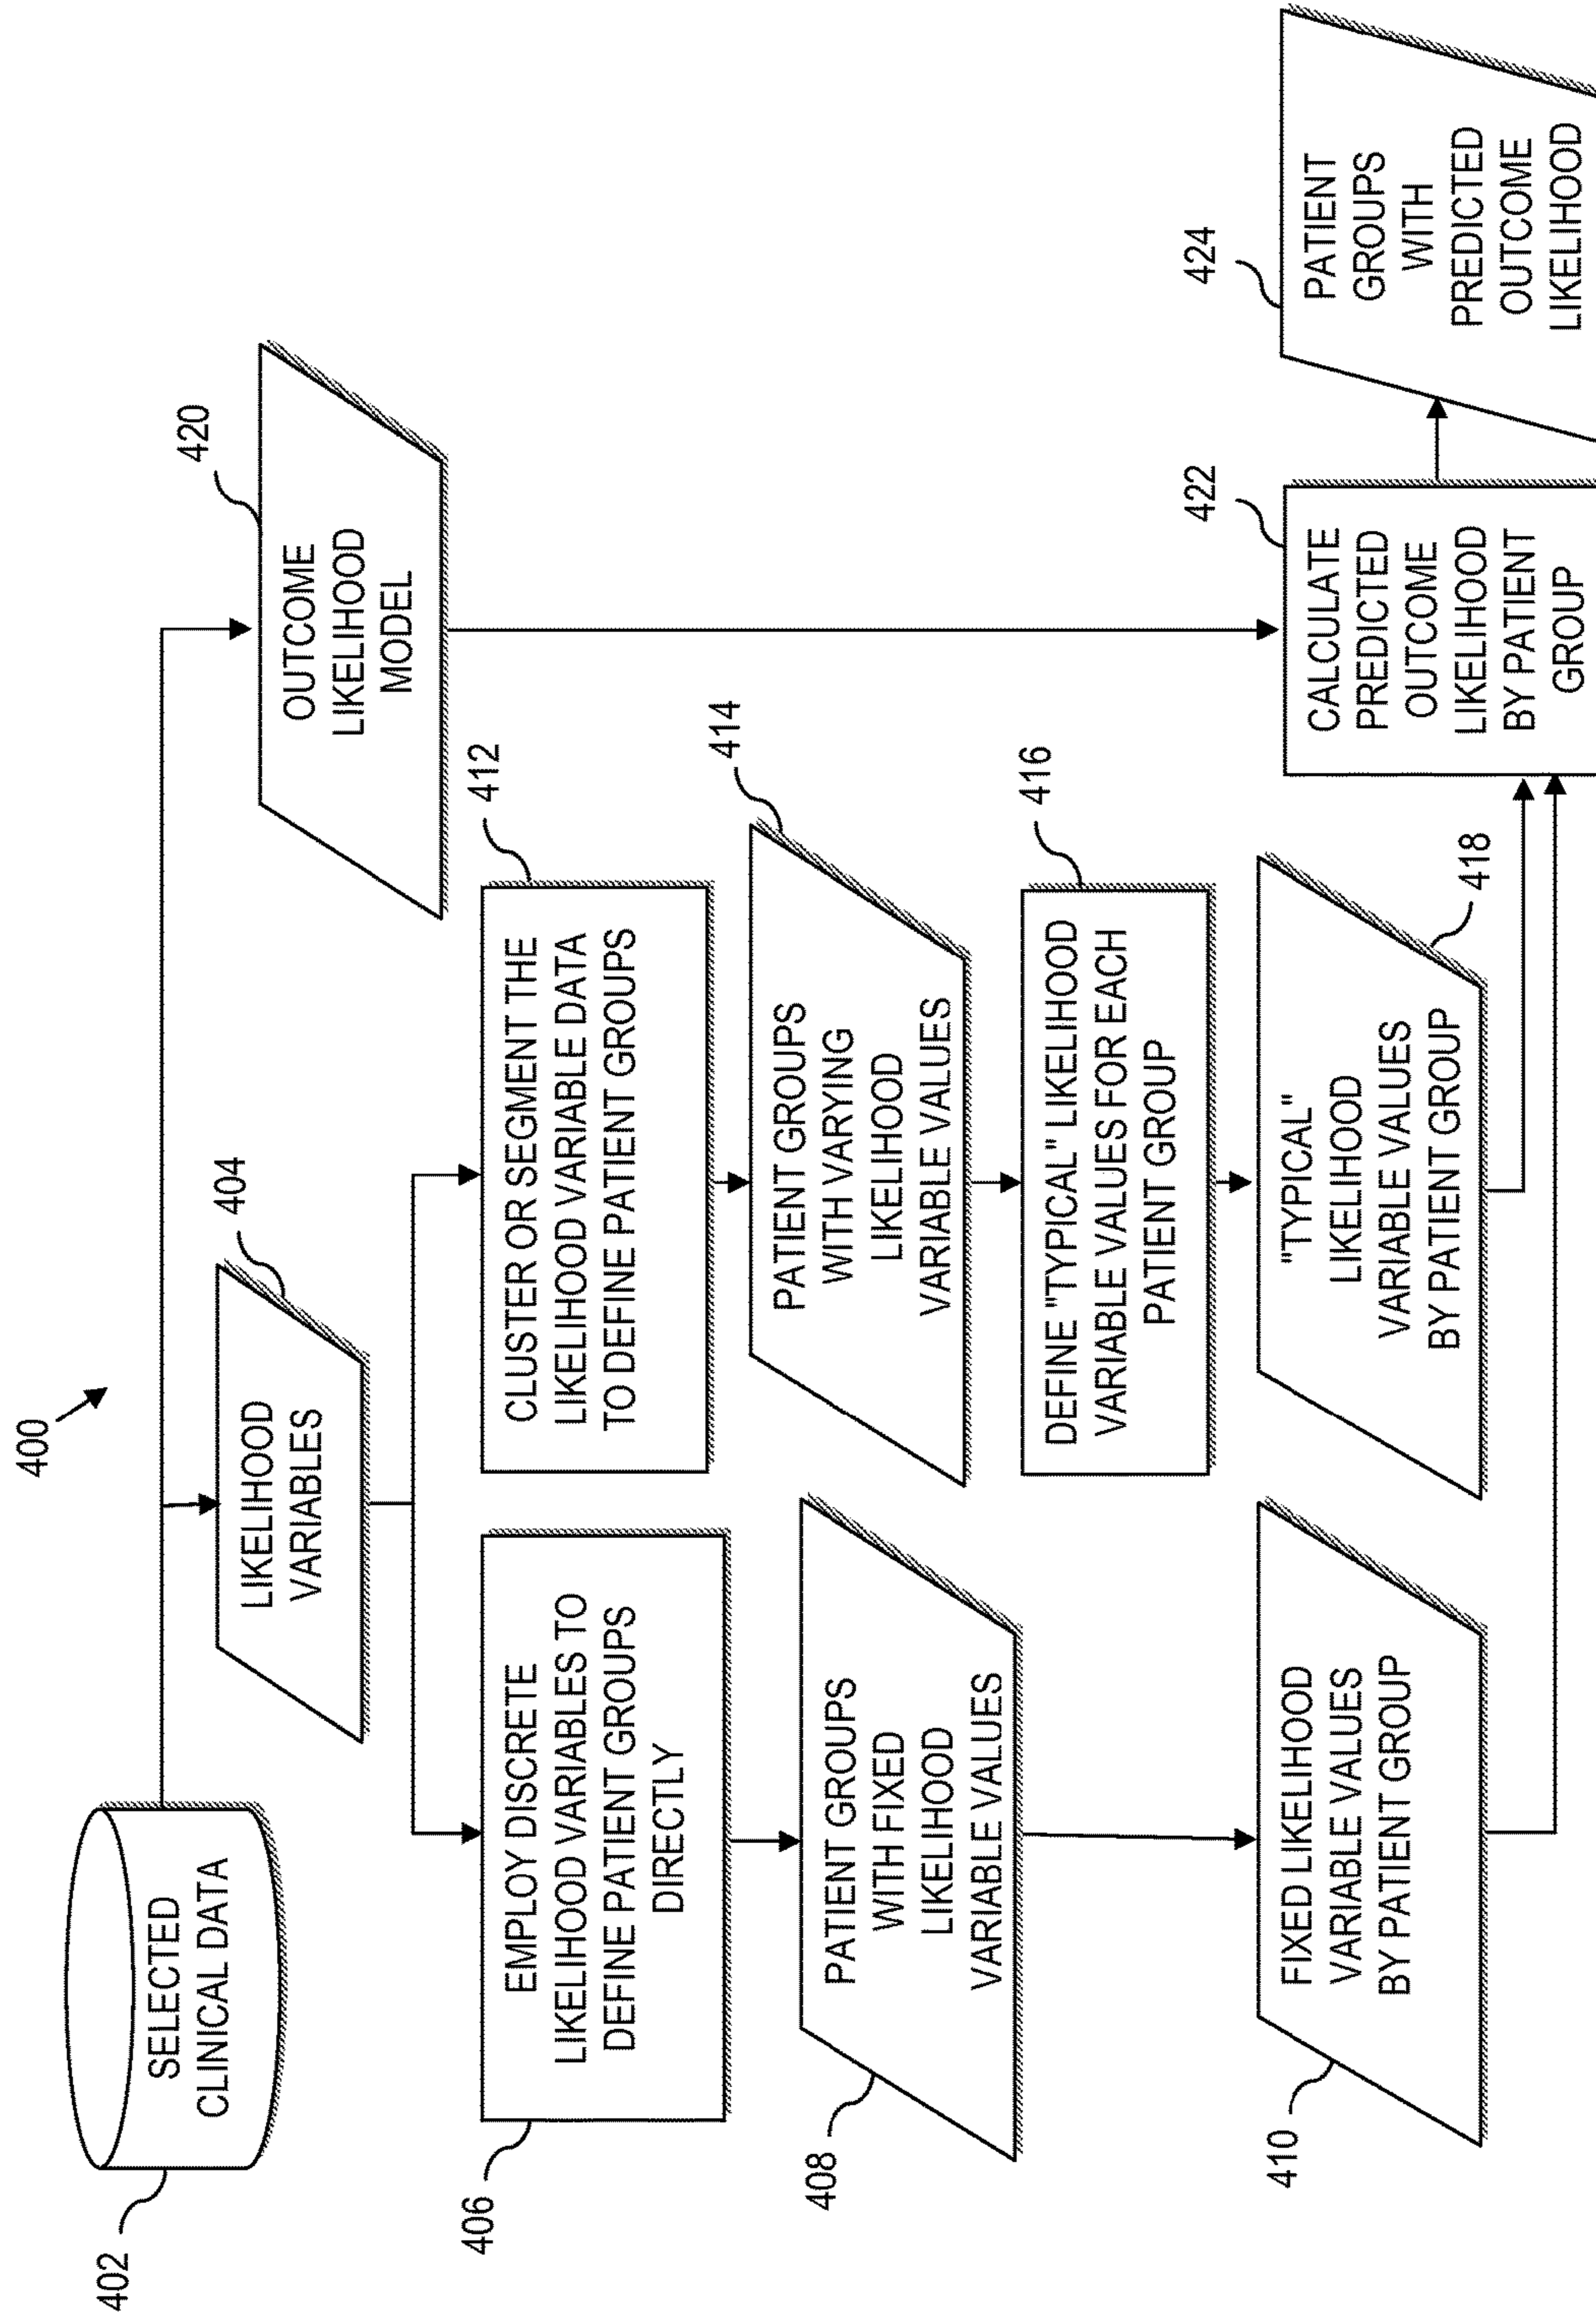 400
402
SELECTED
CLINICAL DATA
404
LIKELIHOOD
VARIABLES
420
OUTCOME
LIKELIHOOD
MODEL
406
EMPLOY DISCRETE
LIKELIHOOD VARIABLES TO
DEFINE PATIENT GROUPS
DIRECTLY
412
CLUSTER OR SEGMENT THE
LIKELIHOOD VARIABLE DATA
TO DEFINE PATIENT GROUPS
408
PATIENT GROUPS
WITH FIXED
LIKELIHOOD
VARIABLE VALUES
414
PATIENT GROUPS
WITH VARYING
LIKELIHOOD
VARIABLE VALUES
416
DEFINE "TYPICAL" LIKELIHOOD
VARIABLE VALUES FOR EACH
PATIENT GROUP
410
FIXED LIKELIHOOD
VARIABLE VALUES
BY PATIENT GROUP
418
"TYPICAL"
LIKELIHOOD
VARIABLE VALUES
BY PATIENT GROUP
422
CALCULATE
PREDICTED
OUTCOME
LIKELIHOOD
BY PATIENT
GROUP
424
PATIENT
GROUPS
WITH
PREDICTED
OUTCOME
LIKELIHOOD